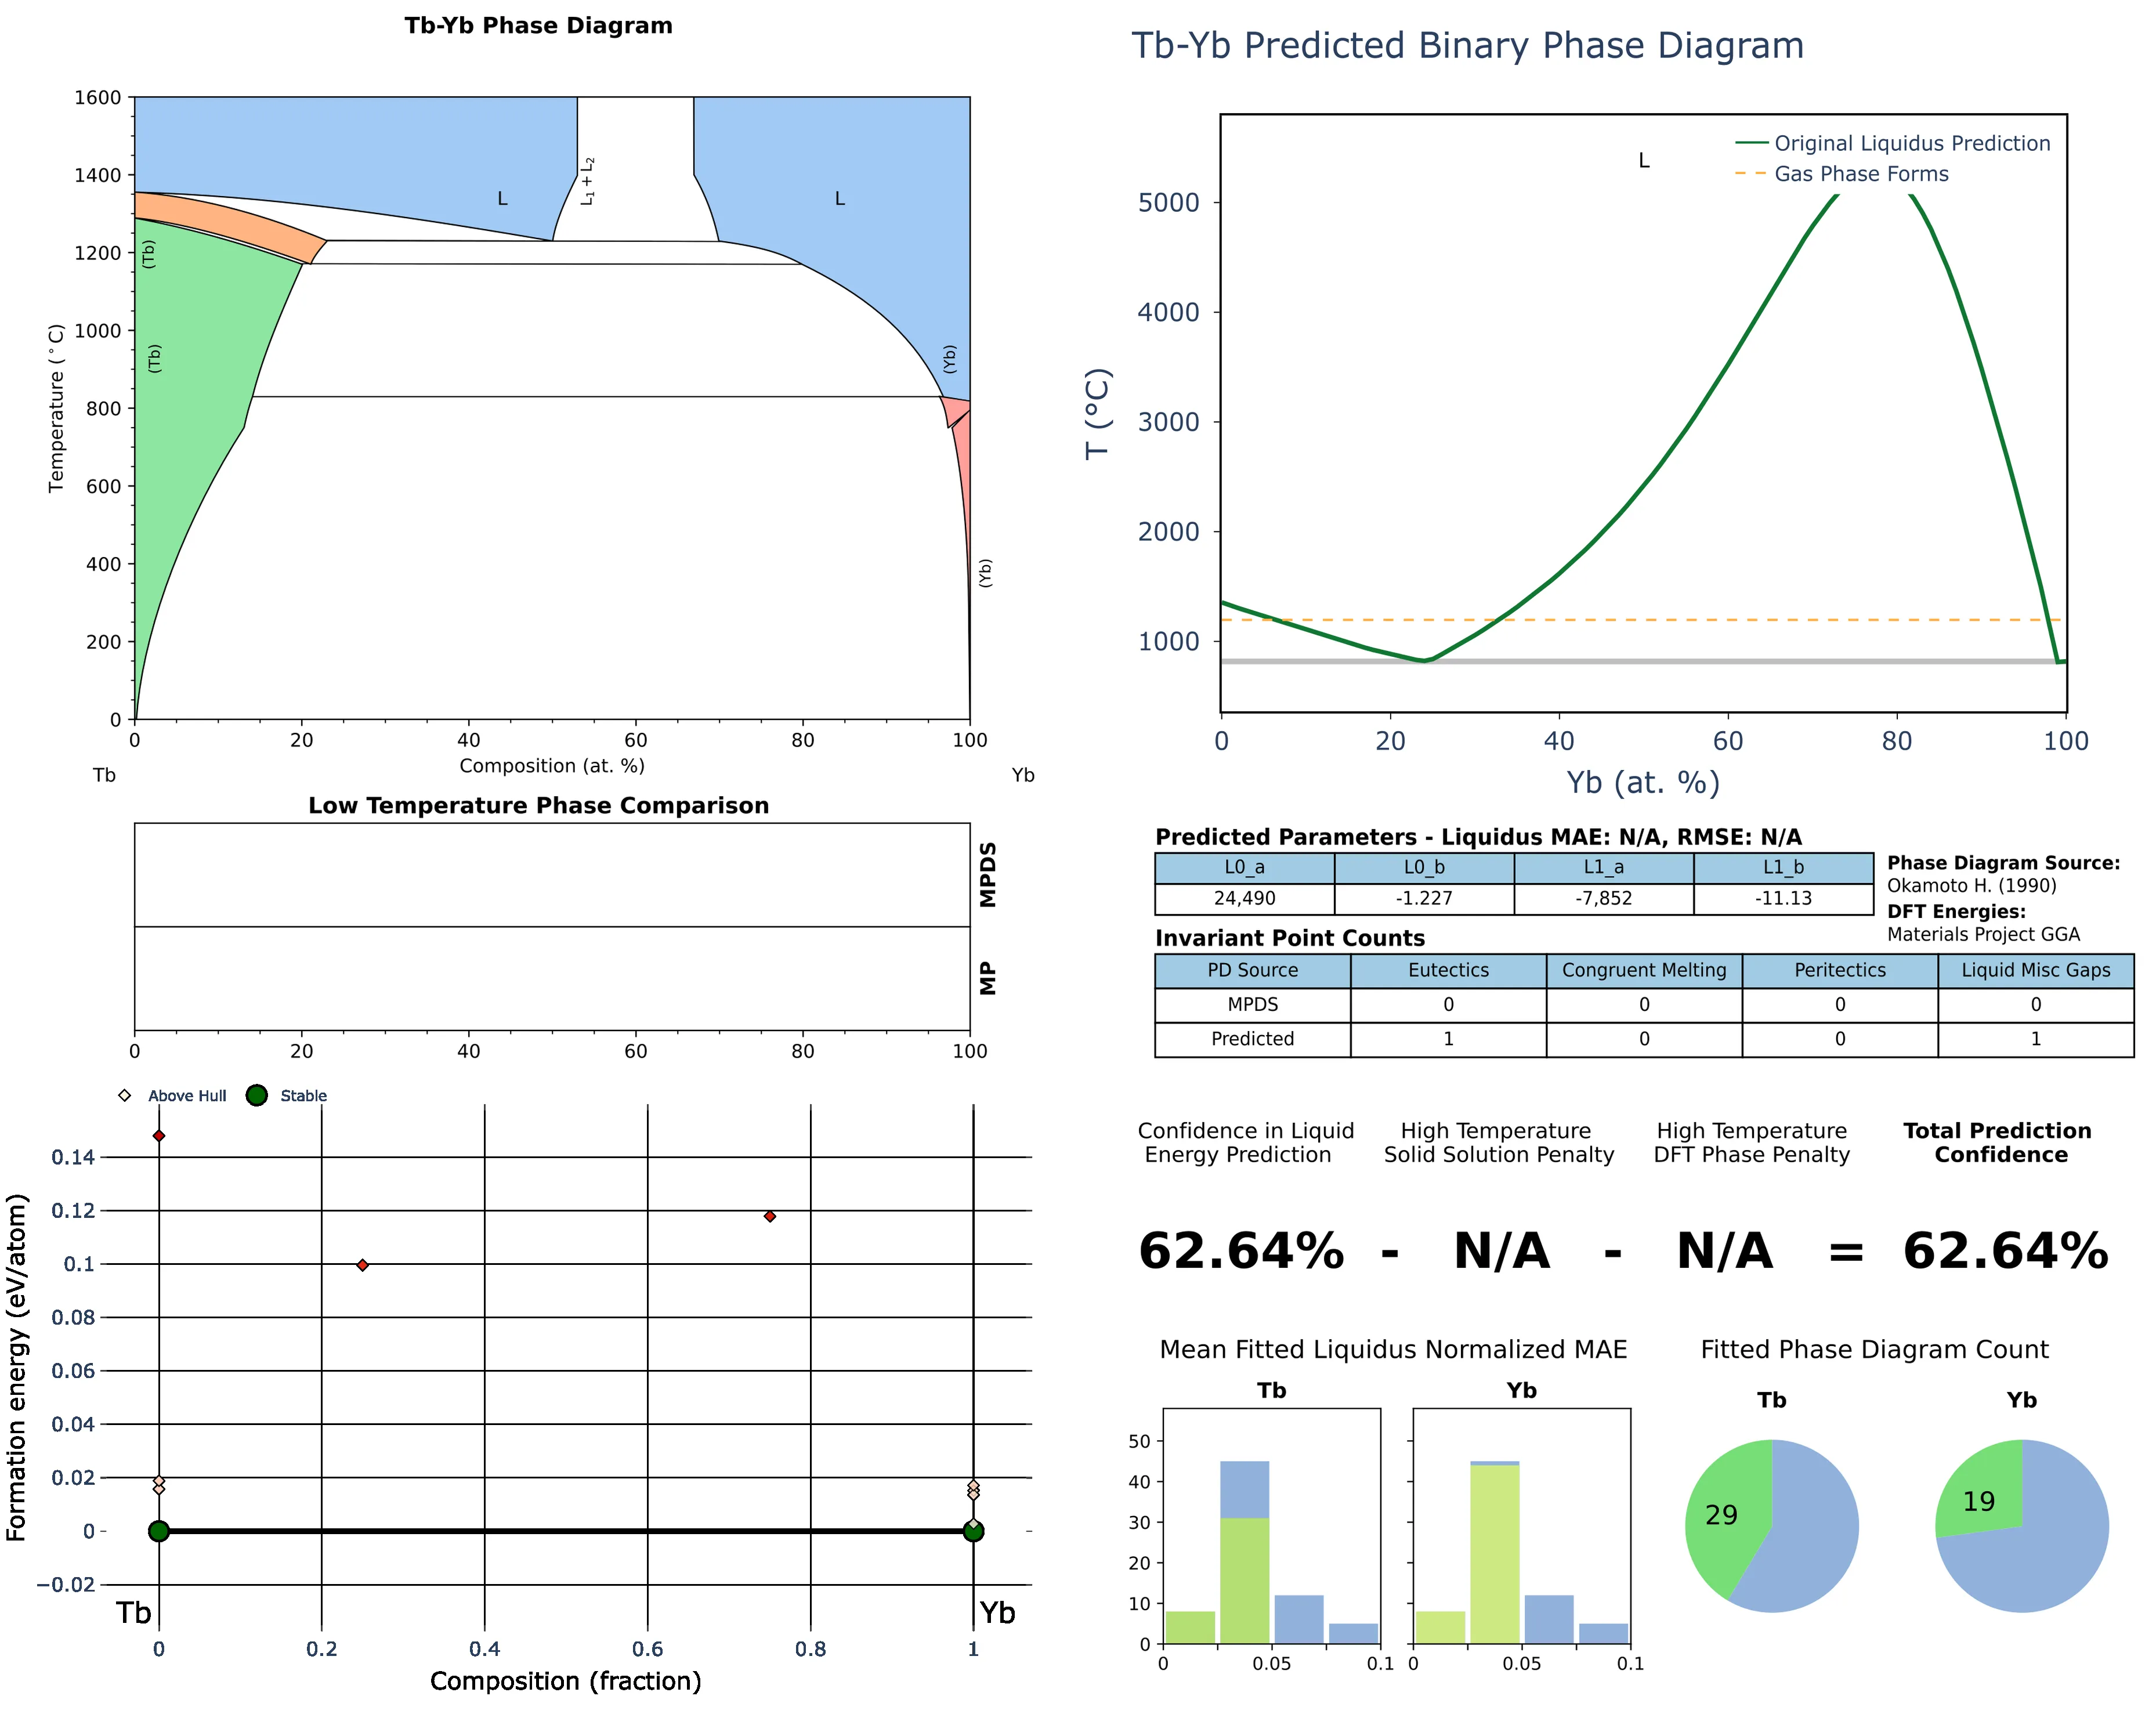 Tb-Yb Phase Diagram
1600
1400
1200
1000
800
600
400
200
0
Temperature (°C)
L
L₁ + L₂
L
(Tb)
(Tb)
(Yb)
(Yb)
0 20 40 60 80 100
Composition (at. %)
Tb Yb
Low Temperature Phase Comparison
MPDS
MP
0 20 40 60 80 100
Above Hull Stable
0.14
0.12
0.1
0.08
0.06
0.04
0.02
0
−0.02
Formation energy (eV/atom)
Tb Yb
0 0.2 0.4 0.6 0.8 1
Composition (fraction)
Tb-Yb Predicted Binary Phase Diagram
L
Original Liquidus Prediction
Gas Phase Forms
5000
4000
3000
2000
1000
T (°C)
0 20 40 60 80 100
Yb (at. %)
Predicted Parameters - Liquidus MAE: N/A, RMSE: N/A
L0_a L0_b L1_a L1_b
24,490 -1.227 -7,852 -11.13
Phase Diagram Source:
Okamoto H. (1990)
DFT Energies:
Materials Project GGA
Invariant Point Counts
PD Source Eutectics Congruent Melting Peritectics Liquid Misc Gaps
MPDS 0 0 0 0
Predicted 1 0 0 1
Confidence in Liquid
Energy Prediction
High Temperature
Solid Solution Penalty
High Temperature
DFT Phase Penalty
Total Prediction
Confidence
62.64% - N/A - N/A = 62.64%
Mean Fitted Liquidus Normalized MAE
Tb Yb
50
40
30
20
10
0
0 0.05 0.1 0 0.05 0.1
Fitted Phase Diagram Count
Tb Yb
29 19